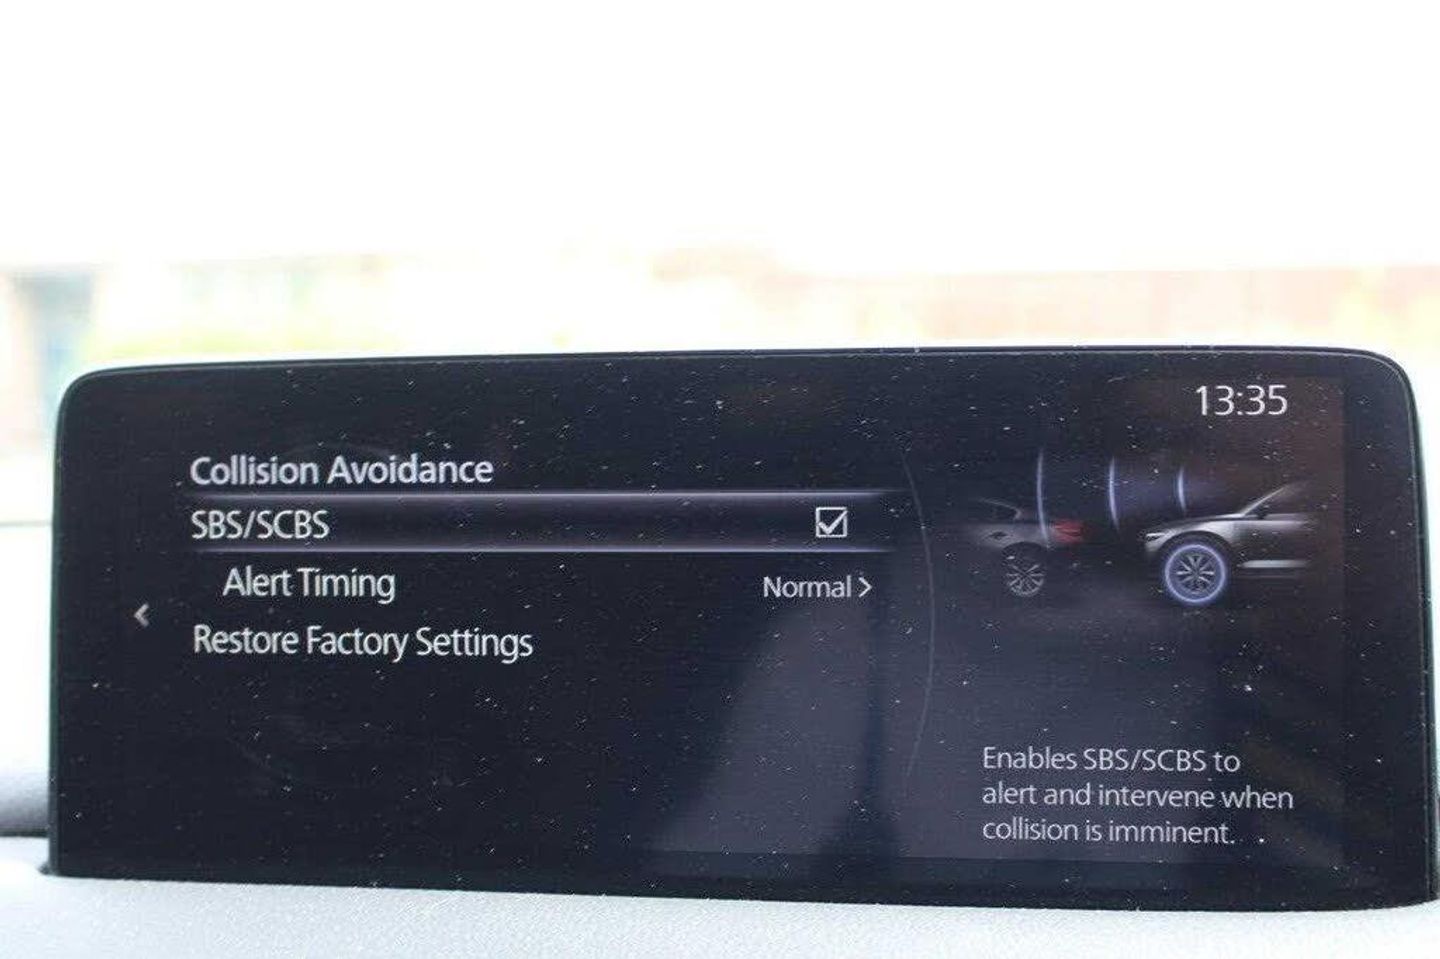 13:35
Collision Avoidance
SBS/SCBS
Alert Timing Normal >
Restore Factory Settings
Enables SBS/SCBS to
alert and intervene when
collision is imminent.